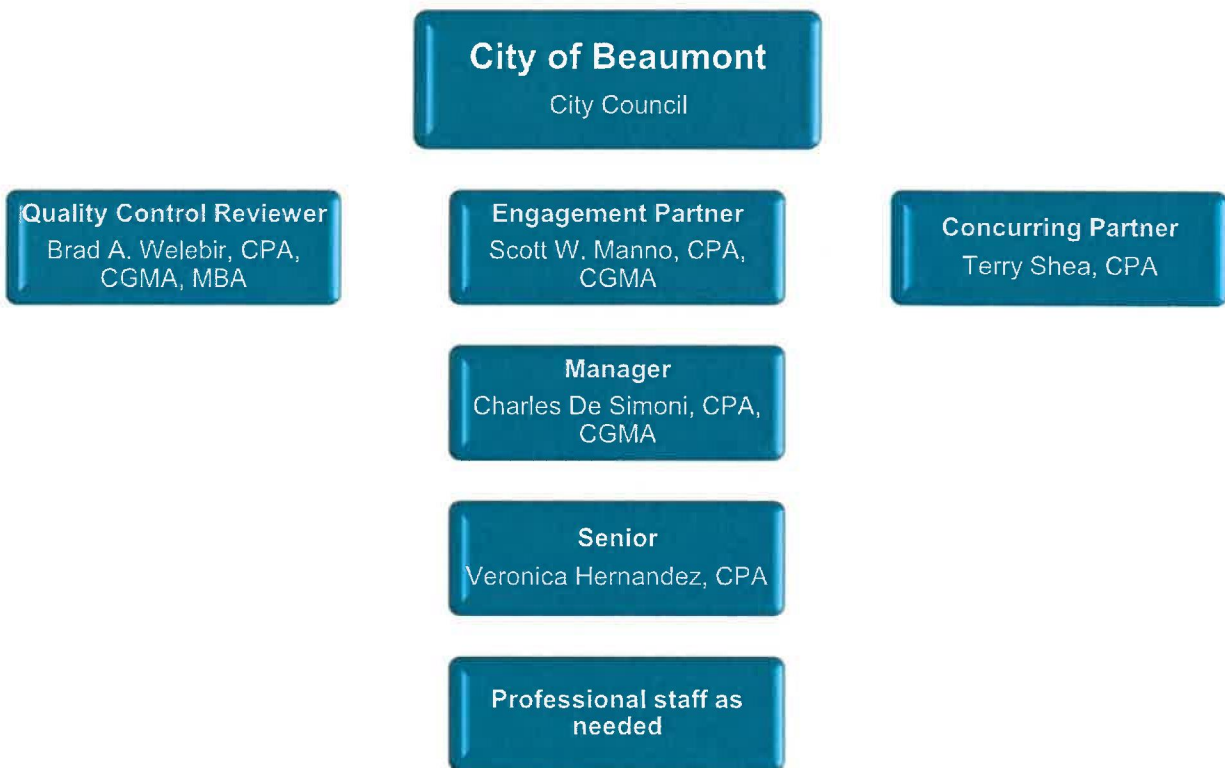 City of Beaumont
City Council
Quality Control Reviewer
Brad A. Welebir, CPA,
CGMA, MBA
Engagement Partner
Scott W. Manno, CPA,
CGMA
Concurring Partner
Terry Shea, CPA
Manager
Charles De Simoni, CPA,
CGMA
Senior
Veronica Hernandez, CPA
Professional staff as
needed